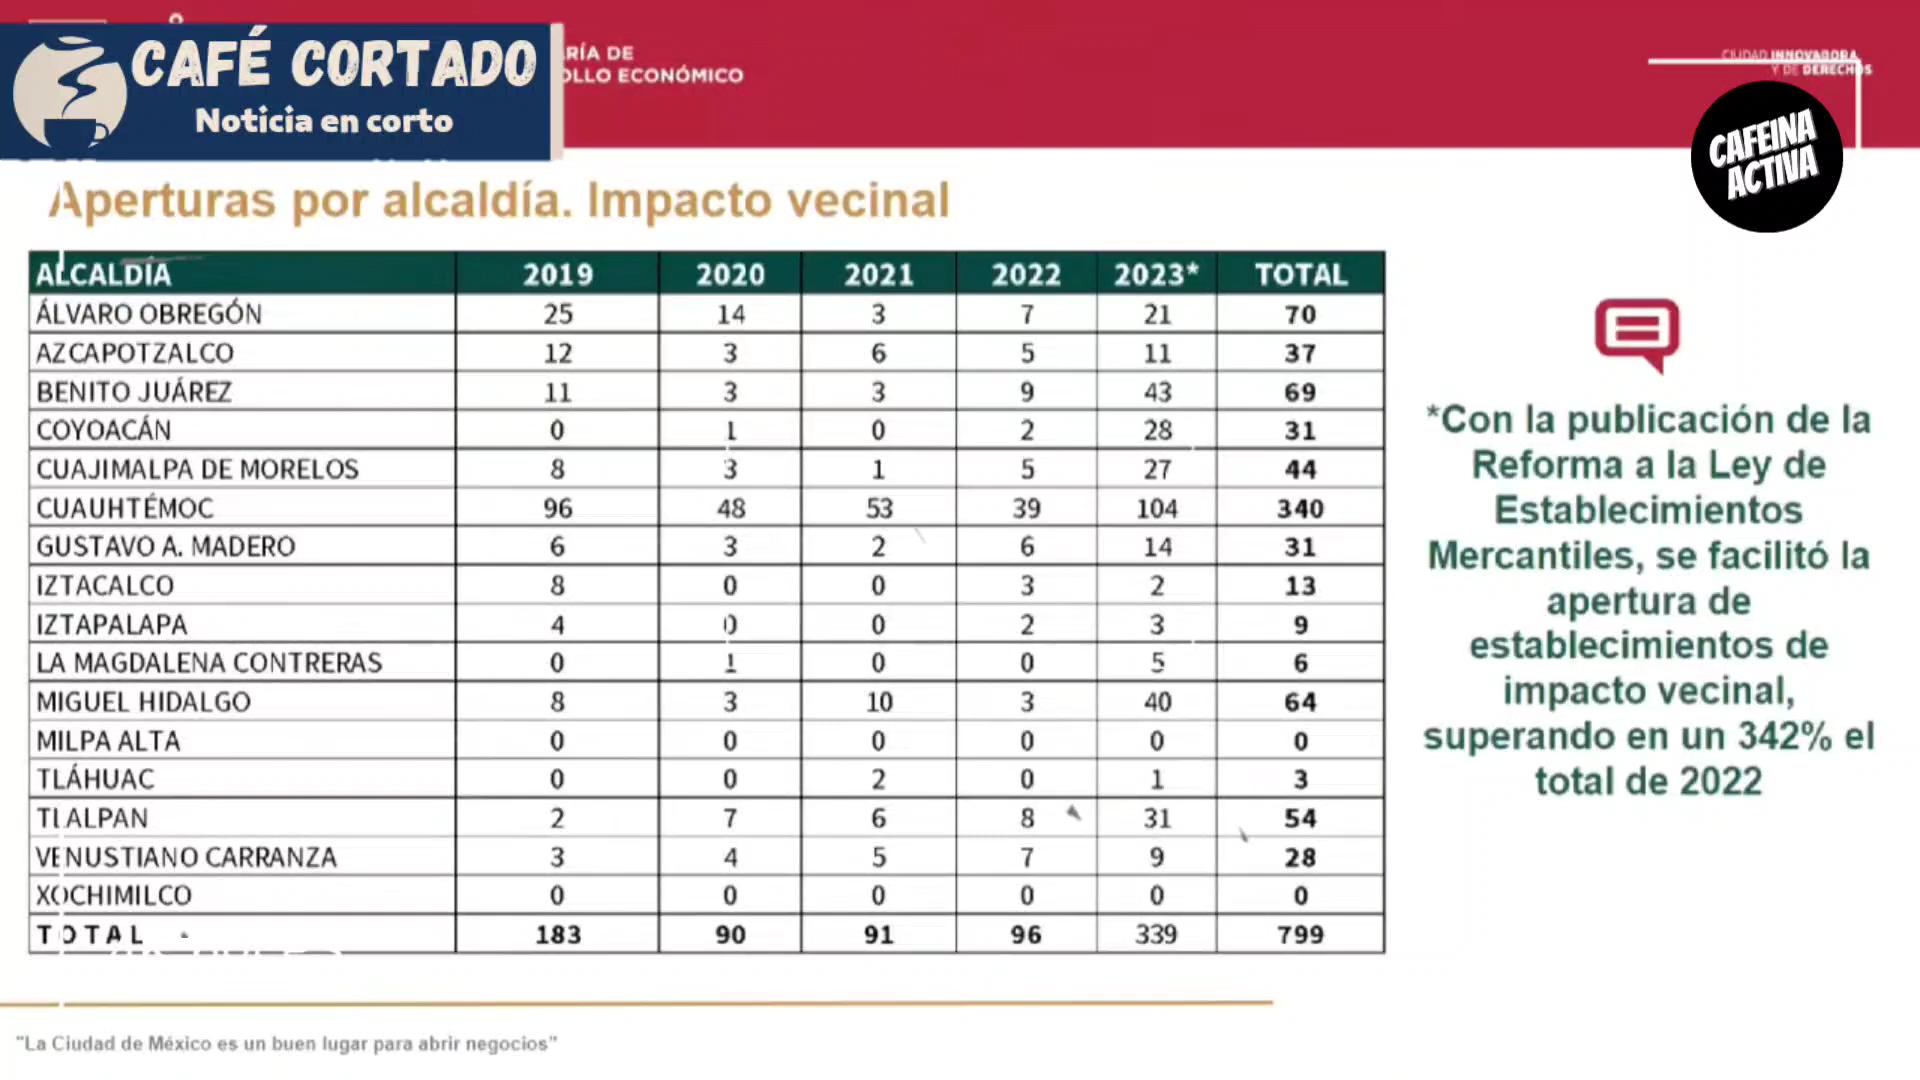 CAFÉ CORTADO
Noticia en corto
RÍA DE
OLLO ECONÓMICO
CIUDAD INNOVADORA
Y DE DERECHOS
CAFEINA
ACTIVA
Aperturas por alcaldía. Impacto vecinal
ALCALDÍA 2019 2020 2021 2022 2023* TOTAL
ÁLVARO OBREGÓN 25 14 3 7 21 70
AZCAPOTZALCO 12 3 6 5 11 37
BENITO JUÁREZ 11 3 3 9 43 69
COYOACÁN 0 1 0 2 28 31
CUAJIMALPA DE MORELOS 8 3 1 5 27 44
CUAUHTÉMOC 96 48 53 39 104 340
GUSTAVO A. MADERO 6 3 2 6 14 31
IZTACALCO 8 0 0 3 2 13
IZTAPALAPA 4 0 0 2 3 9
LA MAGDALENA CONTRERAS 0 1 0 0 5 6
MIGUEL HIDALGO 8 3 10 3 40 64
MILPA ALTA 0 0 0 0 0 0
TLÁHUAC 0 0 2 0 1 3
TLALPAN 2 7 6 8 31 54
VENUSTIANO CARRANZA 3 4 5 7 9 28
XOCHIMILCO 0 0 0 0 0 0
TOTAL 183 90 91 96 339 799
*Con la publicación de la
Reforma a la Ley de
Establecimientos
Mercantiles, se facilitó la
apertura de
establecimientos de
impacto vecinal,
superando en un 342% el
total de 2022
"La Ciudad de México es un buen lugar para abrir negocios"